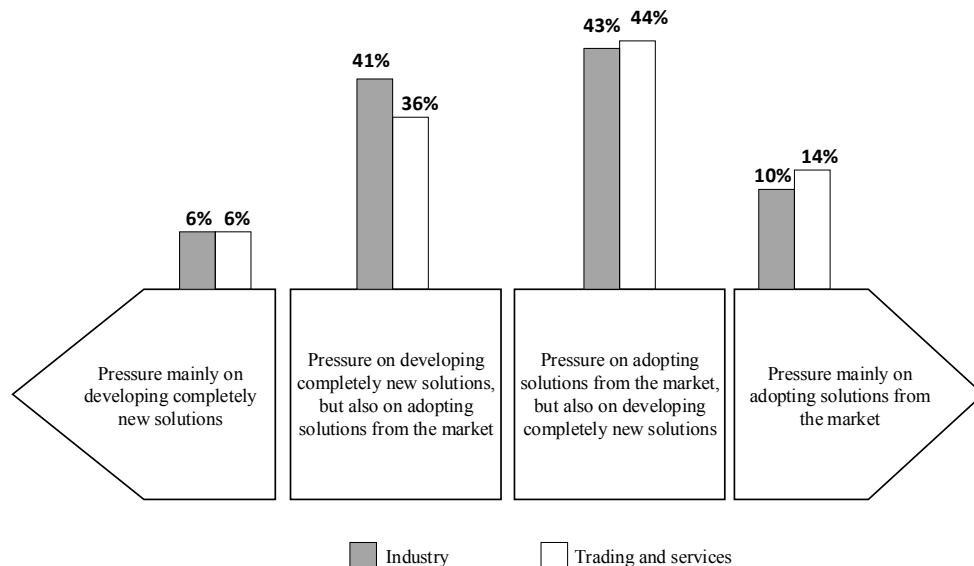 43% 44%
41%
36%
14%
10%
6% 6%
Pressure mainly on
developing completely
new solutions
Pressure on developing
completely new solutions,
but also on adopting
solutions from the market
Pressure on adopting
solutions from the market,
but also on developing
completely new solutions
Pressure mainly on
adopting solutions from
the market
Industry
Trading and services